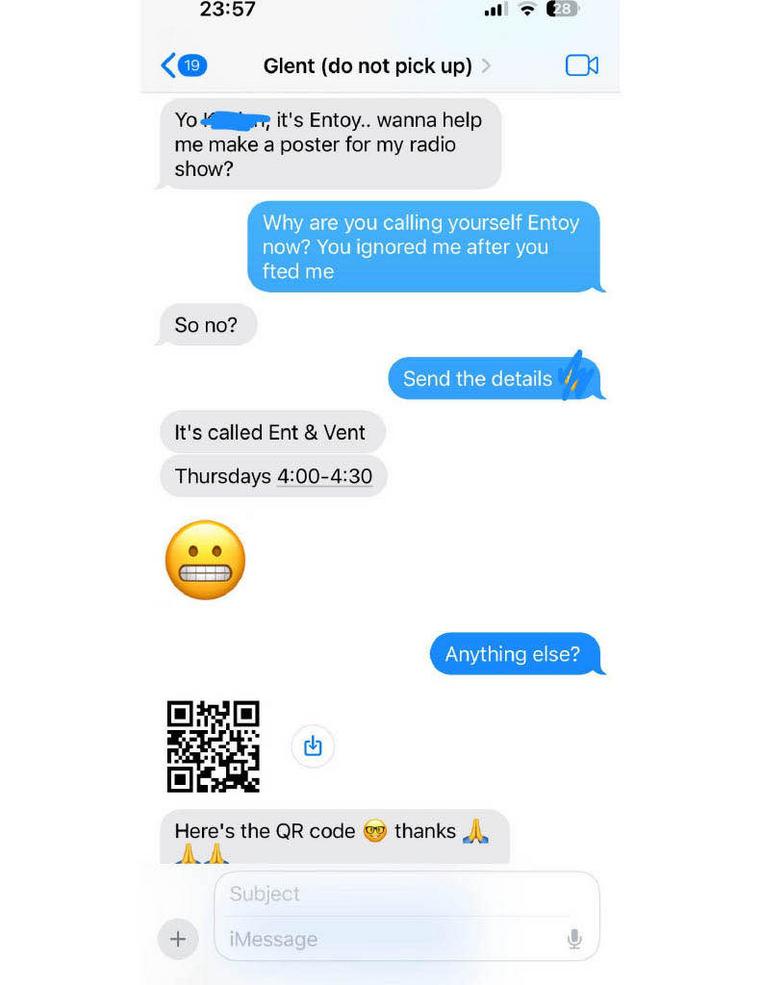 23:57
28
19
Glent (do not pick up)
Yo it's Entoy.. wanna help
me make a poster for my radio
show?
Why are you calling yourself Entoy
now? You ignored me after you
fted me
So no?
Send the details
It's called Ent & Vent
Thursdays 4:00-4:30
Anything else?
Here's the QR code 🤓 thanks 🙏
🙏🙏
Subject
iMessage